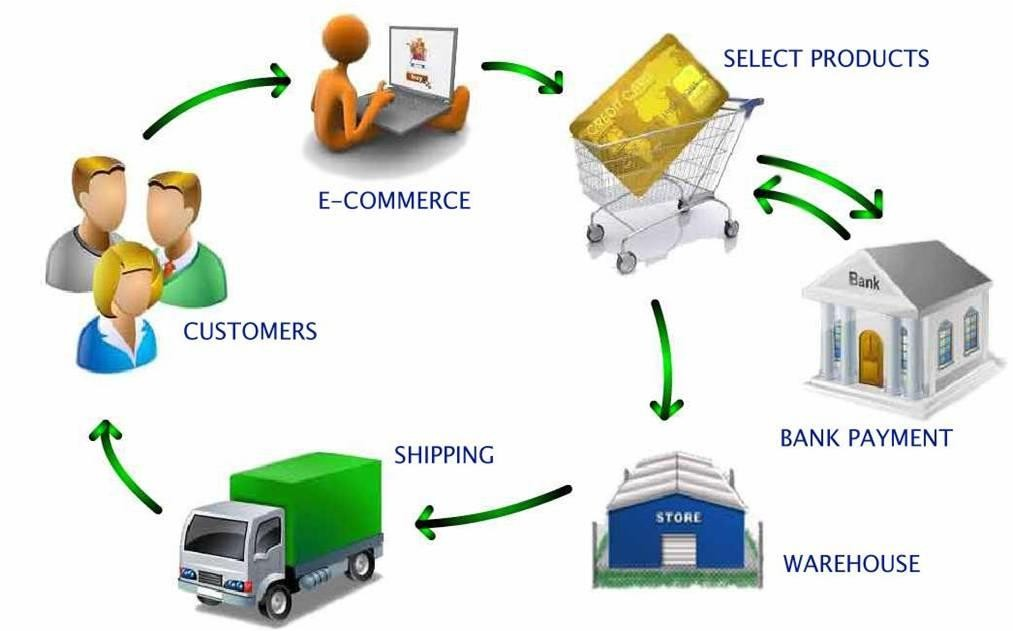 E-COMMERCE
SELECT PRODUCTS
CREDIT CARD
CUSTOMERS
Bank
BANK PAYMENT
SHIPPING
STORE
WAREHOUSE